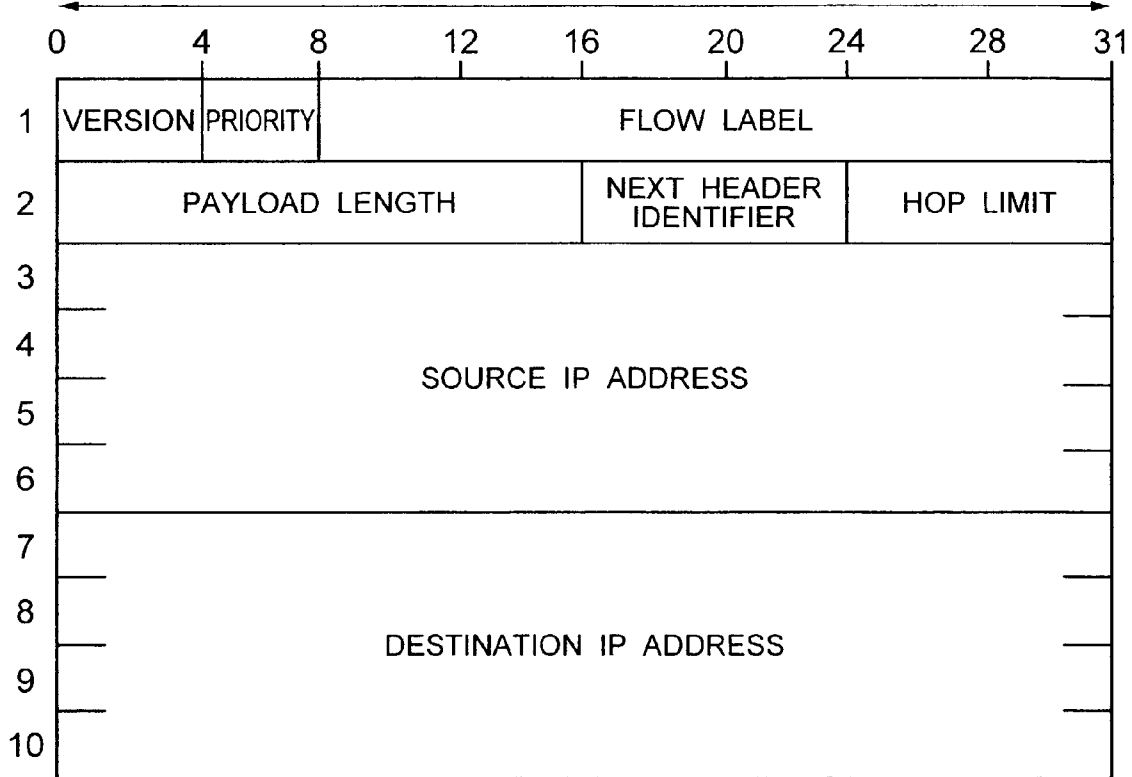 0 4 8 12 16 20 24 28 31
1 VERSION PRIORITY FLOW LABEL
2 PAYLOAD LENGTH NEXT HEADER IDENTIFIER HOP LIMIT
3
4
SOURCE IP ADDRESS
5
6
7
8
DESTINATION IP ADDRESS
9
10